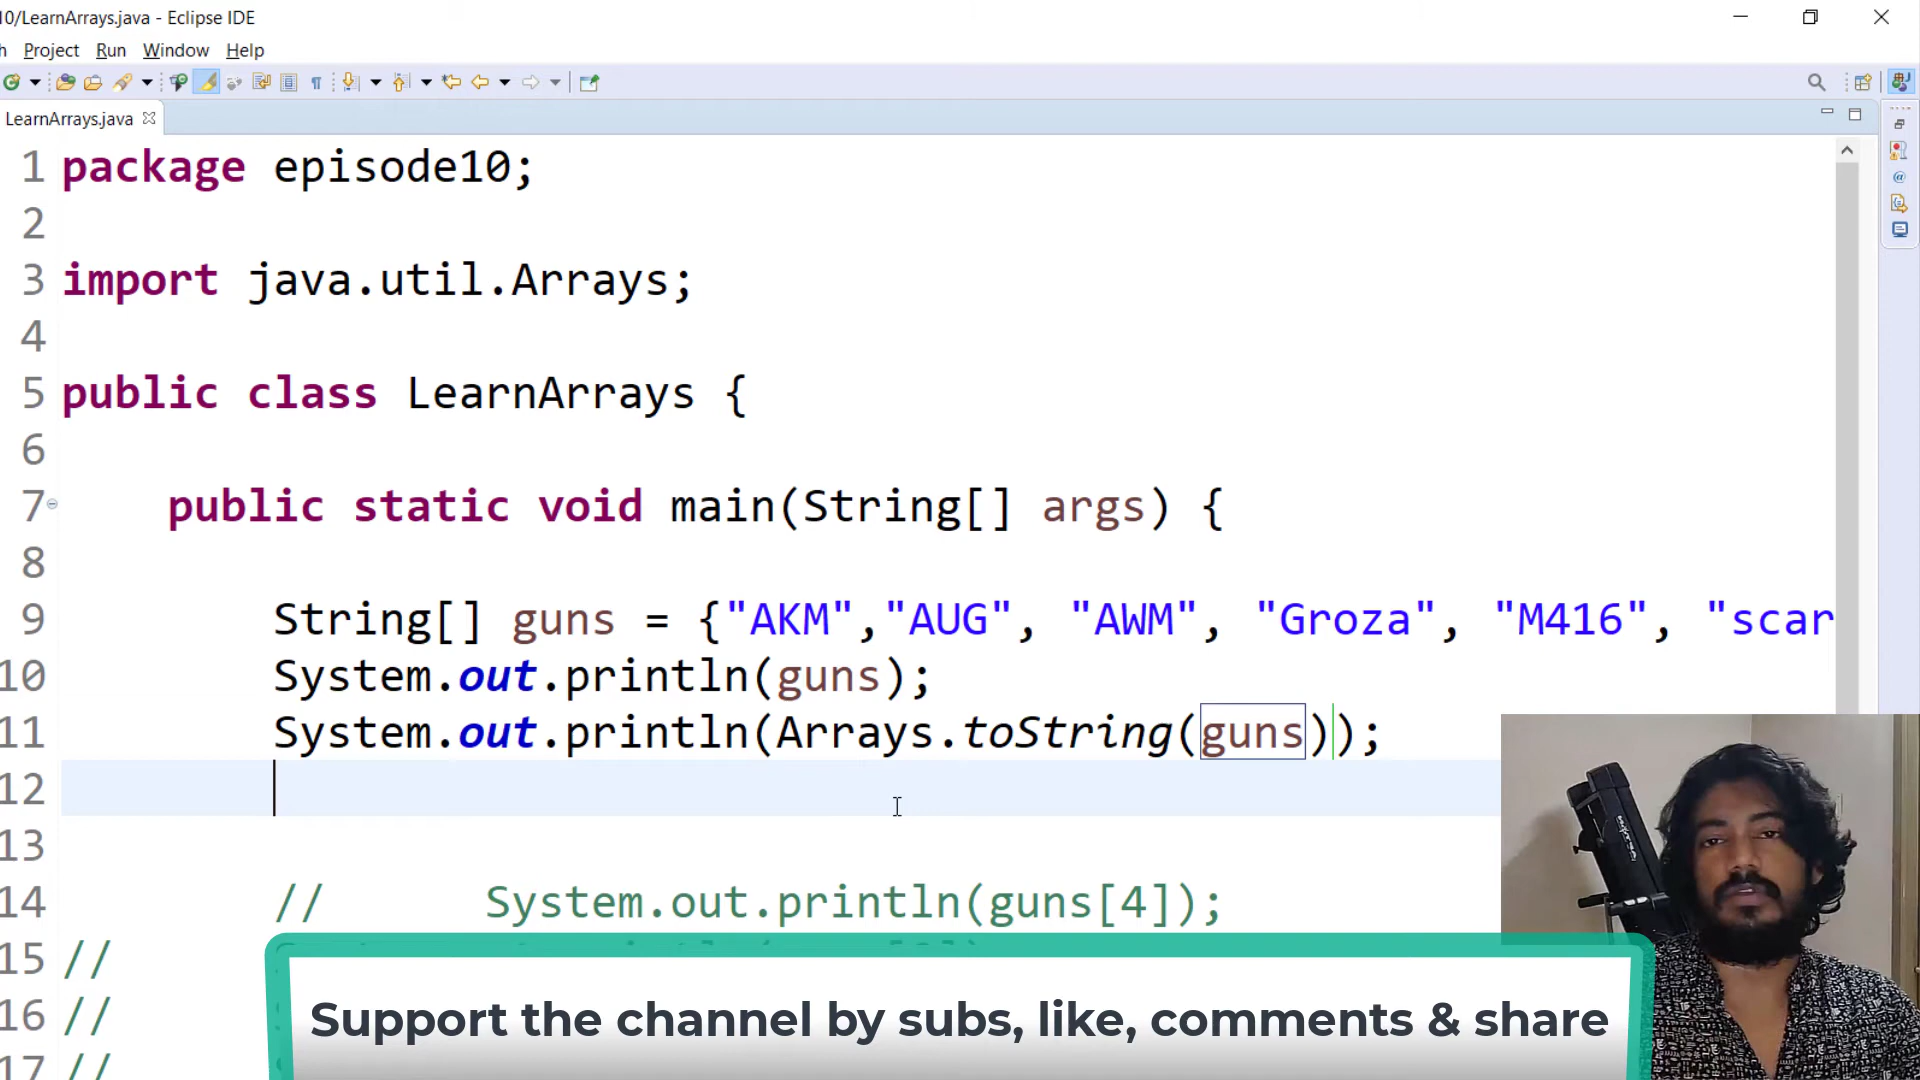 10/LearnArrays.java - Eclipse IDE
h Project Run Window Help
LearnArrays.java
1 package episode10;
2
3 import java.util.Arrays;
4
5 public class LearnArrays {
6
7 public static void main(String[] args) {
8
9 String[] guns = {"AKM","AUG", "AWM", "Groza", "M416", "scar
10 System.out.println(guns);
11 System.out.println(Arrays.toString(guns));
12
13
14 // System.out.println(guns[4]);
15 //
16 //
17 //
Support the channel by subs, like, comments & share